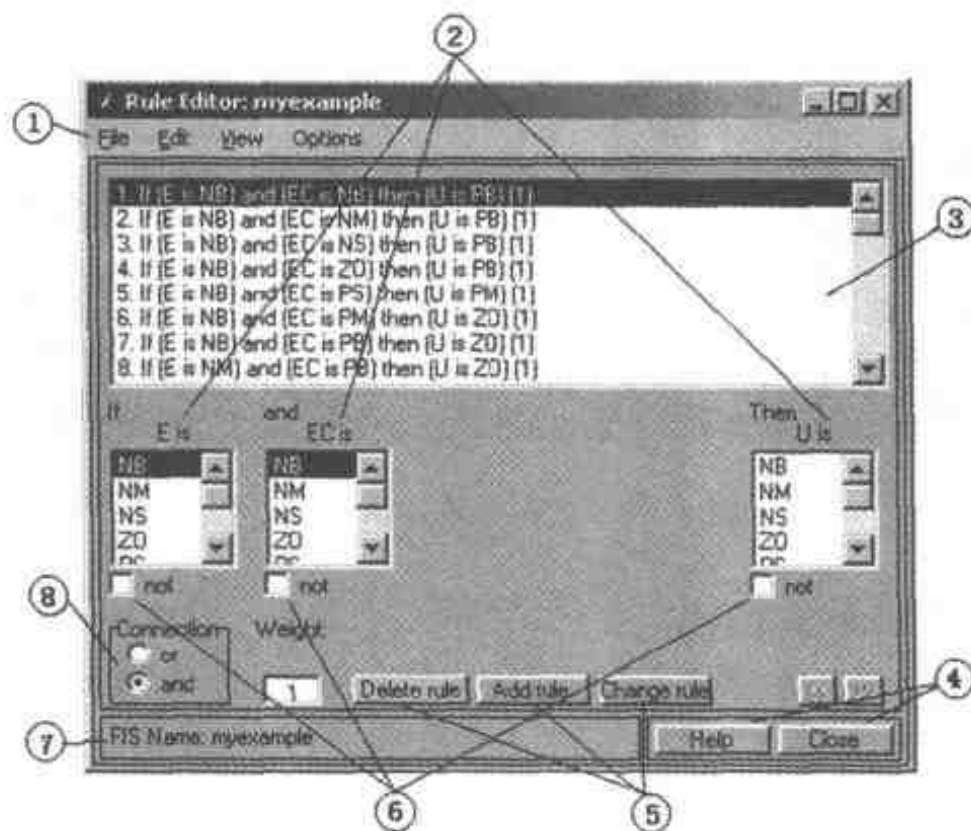 2
Rule Editor: myexample
1
File Edit View Options
1. If (E is NB) and (EC is NB) then (U is PB) (1)
2. If (E is NB) and (EC is NM) then (U is PB) (1)
3. If (E is NB) and (EC is NS) then (U is PB) (1)
4. If (E is NB) and (EC is ZO) then (U is PB) (1)
5. If (E is NB) and (EC is PS) then (U is PM) (1)
6. If (E is NB) and (EC is PM) then (U is ZO) (1)
7. If (E is NB) and (EC is PB) then (U is ZO) (1)
8. If (E is NM) and (EC is PB) then (U is ZO) (1)
3
If and Then
E is EC is U is
NB NB NB
NM NM NM
NS NS NS
ZO ZO ZO
PS PS PS
not not not
8
Connection Weight:
or
and 1 Delete rule Add rule Change rule << >>
4
7
FIS Name: myexample Help Close
6 5